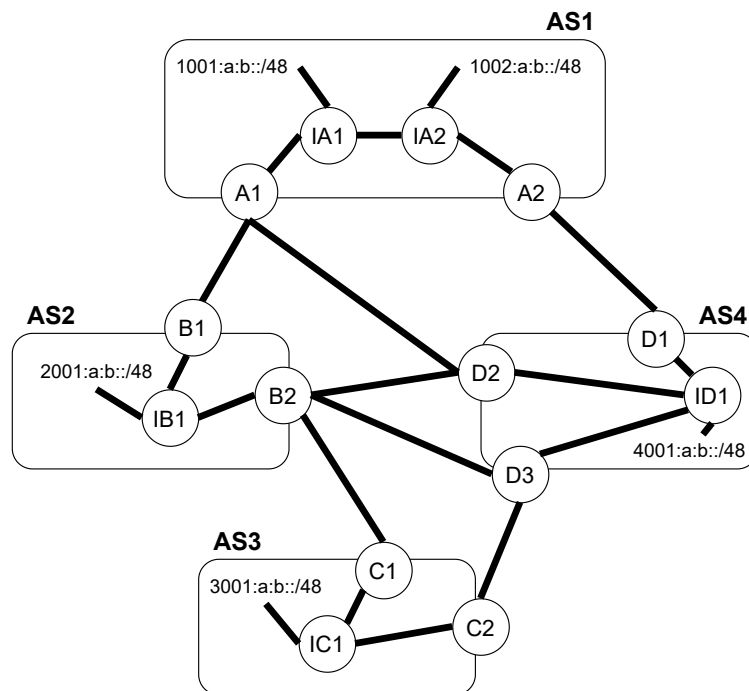 AS1
1001:a:b::/48
1002:a:b::/48
IA1
IA2
A1
A2
AS2
B1
AS4
D1
2001:a:b::/48
D2
B2
ID1
IB1
4001:a:b::/48
D3
AS3
C1
3001:a:b::/48
C2
IC1